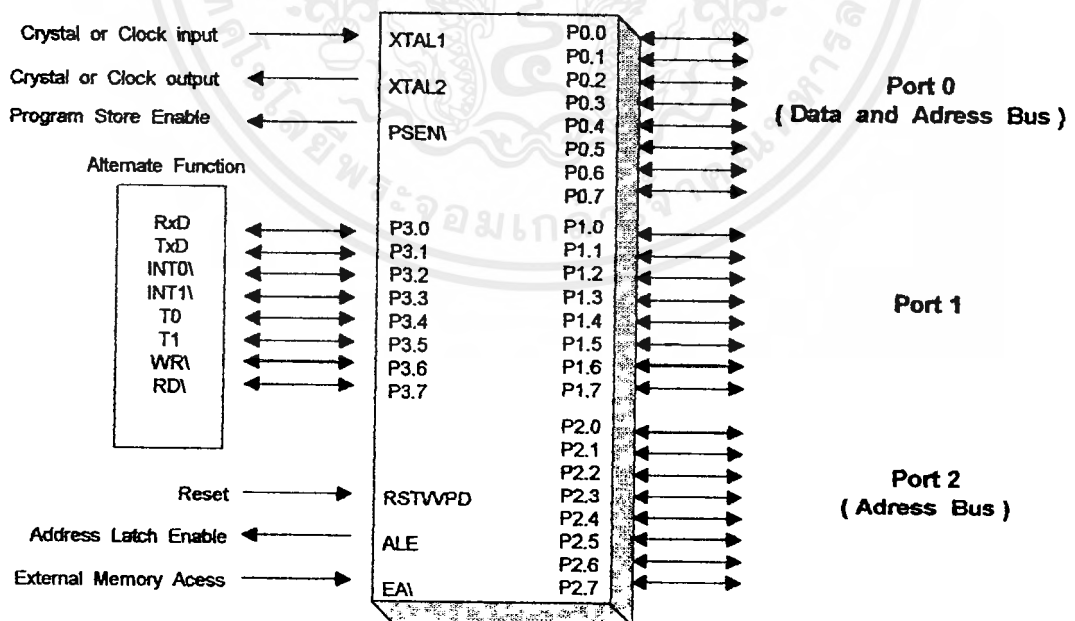 Crystal or Clock input
Crystal or Clock output
Program Store Enable
Alternate Function
RxD
TxD
INT0\
INT1\
T0
T1
WR\
RD\
Reset
Address Latch Enable
External Memory Acess
XTAL1
XTAL2
PSEN\
P3.0
P3.1
P3.2
P3.3
P3.4
P3.5
P3.6
P3.7
RST\VPD
ALE
EA\
P0.0
P0.1
P0.2
P0.3
P0.4
P0.5
P0.6
P0.7
P1.0
P1.1
P1.2
P1.3
P1.4
P1.5
P1.6
P1.7
P2.0
P2.1
P2.2
P2.3
P2.4
P2.5
P2.6
P2.7
Port 0
( Data and Adress Bus )
Port 1
Port 2
( Adress Bus )